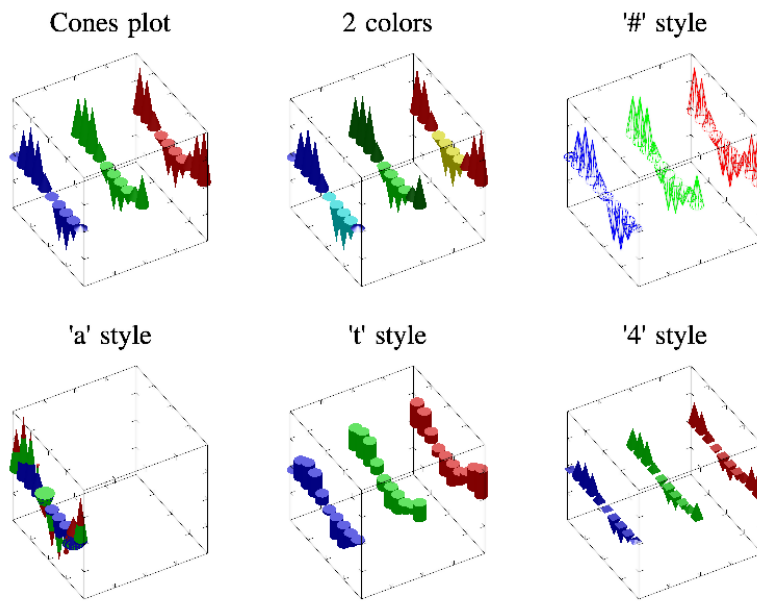 Cones plot
2 colors
'#' style
'a' style
't' style
'4' style